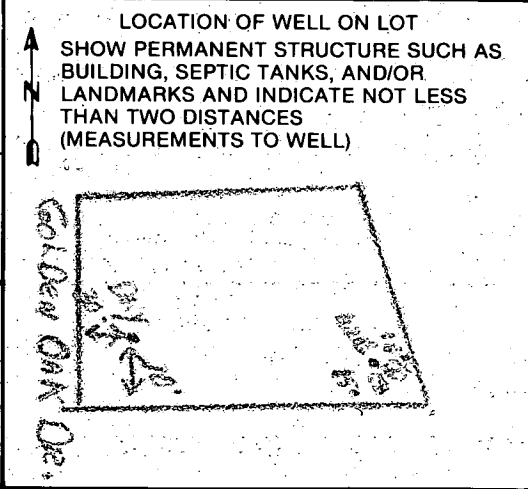 LOCATION OF WELL ON LOT
SHOW PERMANENT STRUCTURE SUCH AS
BUILDING, SEPTIC TANKS, AND/OR
LANDMARKS AND INDICATE NOT LESS
THAN TWO DISTANCES
(MEASUREMENTS TO WELL)
N
GOLDEN OAK DR.